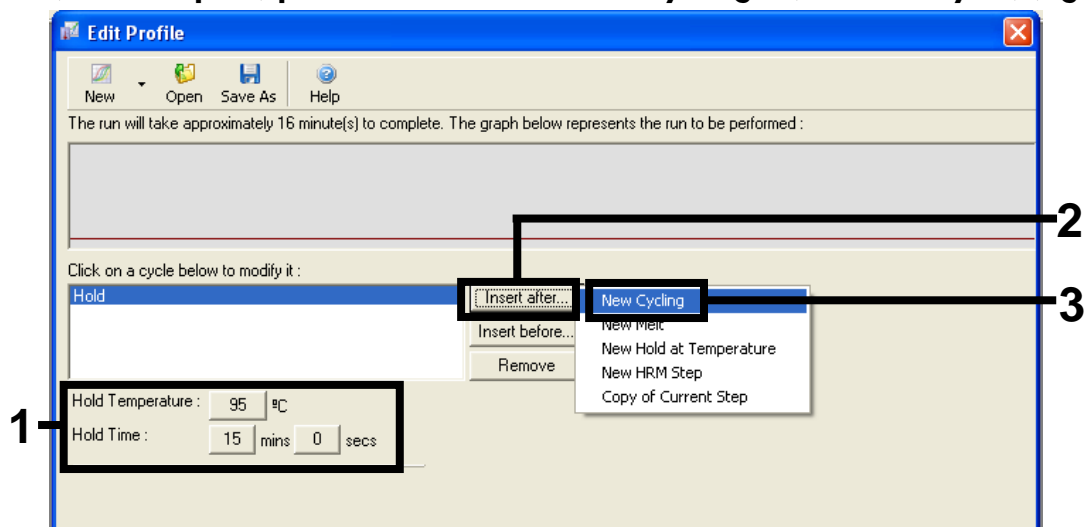 Edit Profile
New Open Save As Help
The run will take approximately 16 minute(s) to complete. The graph below represents the run to be performed :
2
Click on a cycle below to modify it :
Hold
Insert after...
New Cycling
3
Insert before...
New Melt
New Hold at Temperature
Remove
New HRM Step
Copy of Current Step
1
Hold Temperature : 95 ºC
Hold Time : 15 mins 0 secs